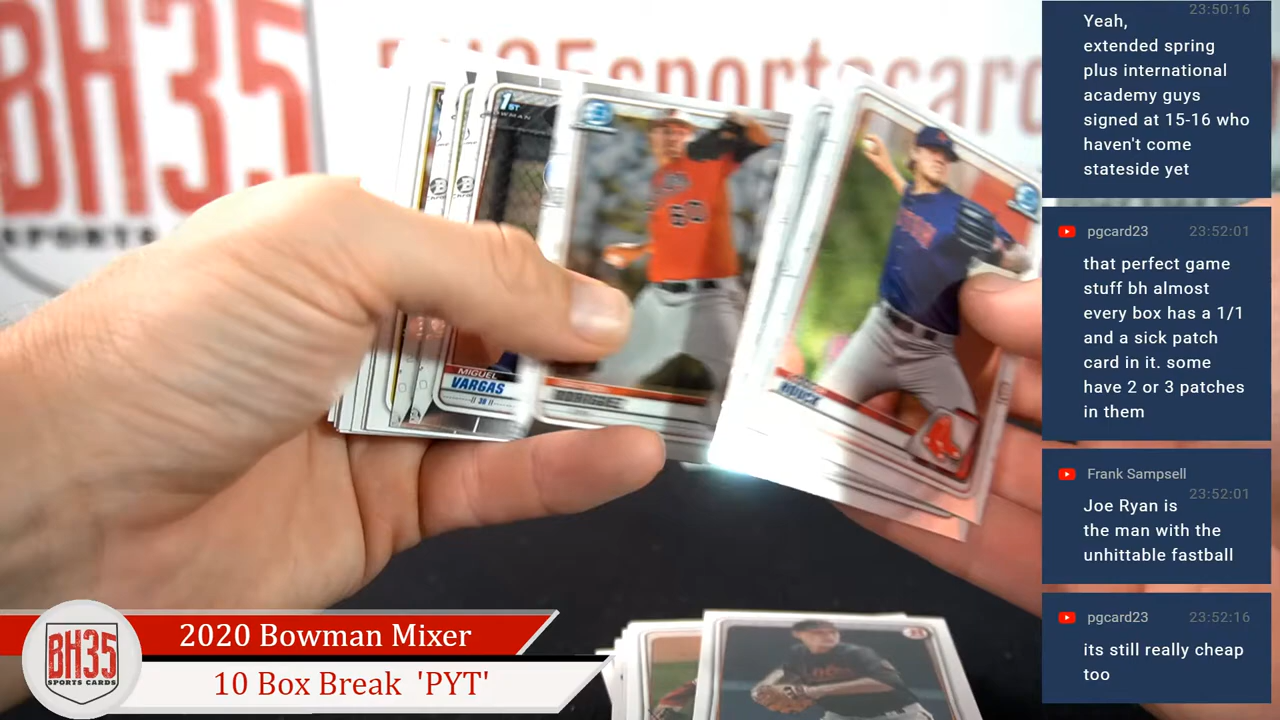 BH35
SPORTS CARDS
BH35sportscar
1ST
BOWMAN
MIGUEL
VARGAS
3B
60
23:50:16
Yeah,
extended spring
plus international
academy guys
signed at 15-16 who
haven't come
stateside yet
pgcard23 23:52:01
that perfect game
stuff bh almost
every box has a 1/1
and a sick patch
card in it. some
have 2 or 3 patches
in them
Frank Sampsell
23:52:01
Joe Ryan is
the man with the
unhittable fastball
pgcard23 23:52:16
its still really cheap
too
2020 Bowman Mixer
10 Box Break 'PYT'